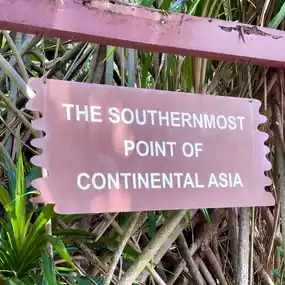 THE SOUTHERNMOST
POINT OF
CONTINENTAL ASIA